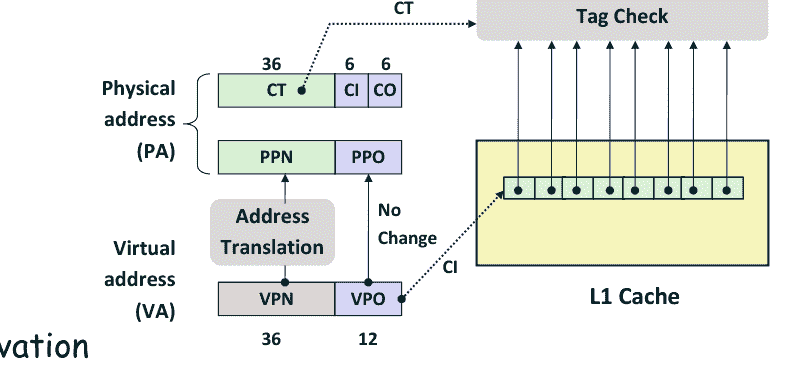 CT
Tag Check
36 6 6
Physical
address
(PA)
CT CI CO
PPN PPO
Address
Translation
No
Change
Virtual
address
(VA)
CI
VPN VPO
L1 Cache
36 12